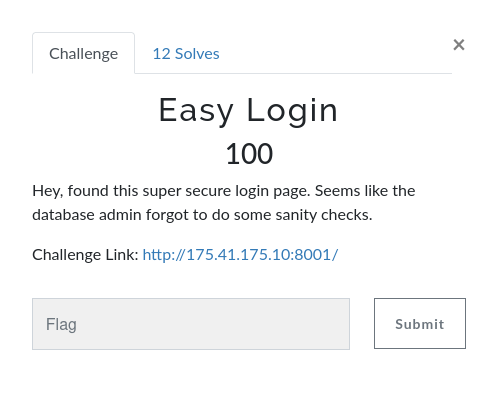 Challenge
12 Solves
×
Easy Login
100
Hey, found this super secure login page. Seems like the
database admin forgot to do some sanity checks.
Challenge Link: http://175.41.175.10:8001/
Flag
Submit